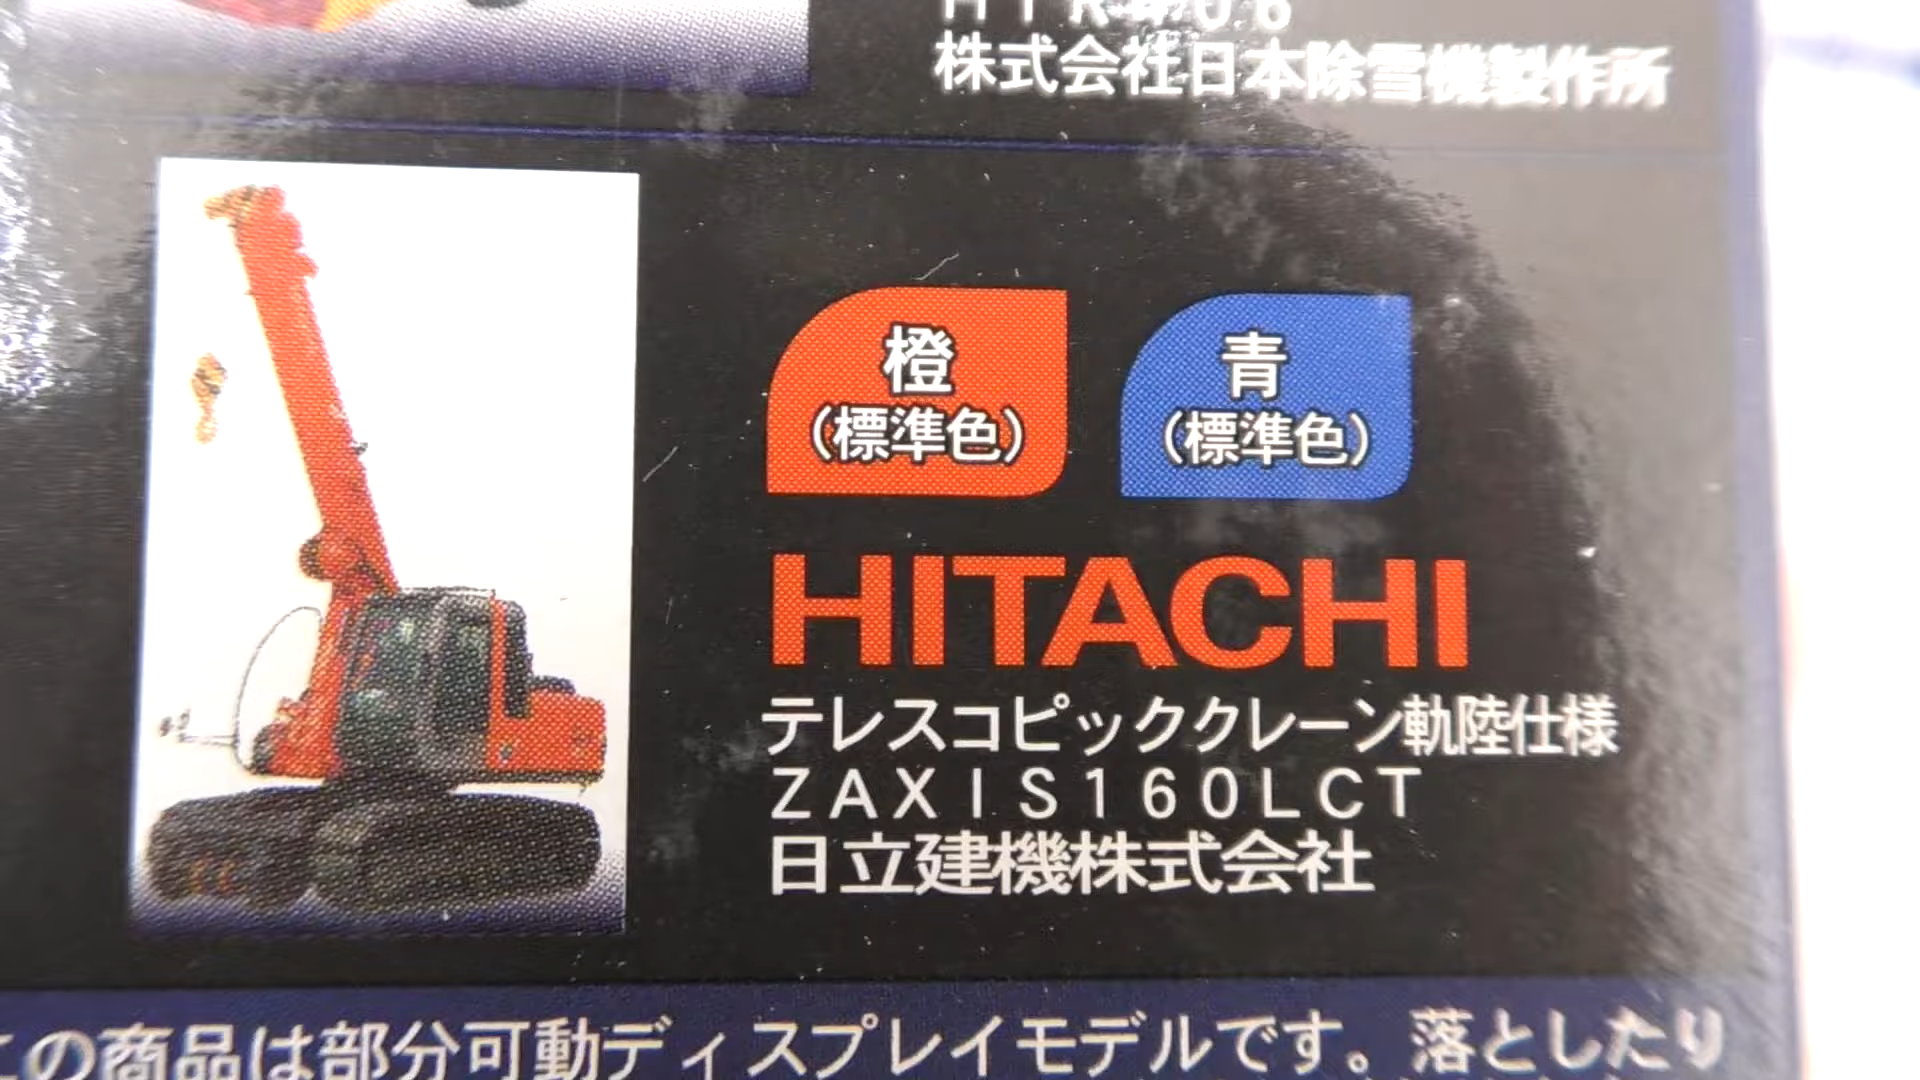 HTR406
株式会社日本除雪機製作所
橙
(標準色)
青
(標準色)
HITACHI
テレスコピッククレーン軌陸仕様
ZAXIS160LCT
日立建機株式会社
この商品は部分可動ディスプレイモデルです。落としたり